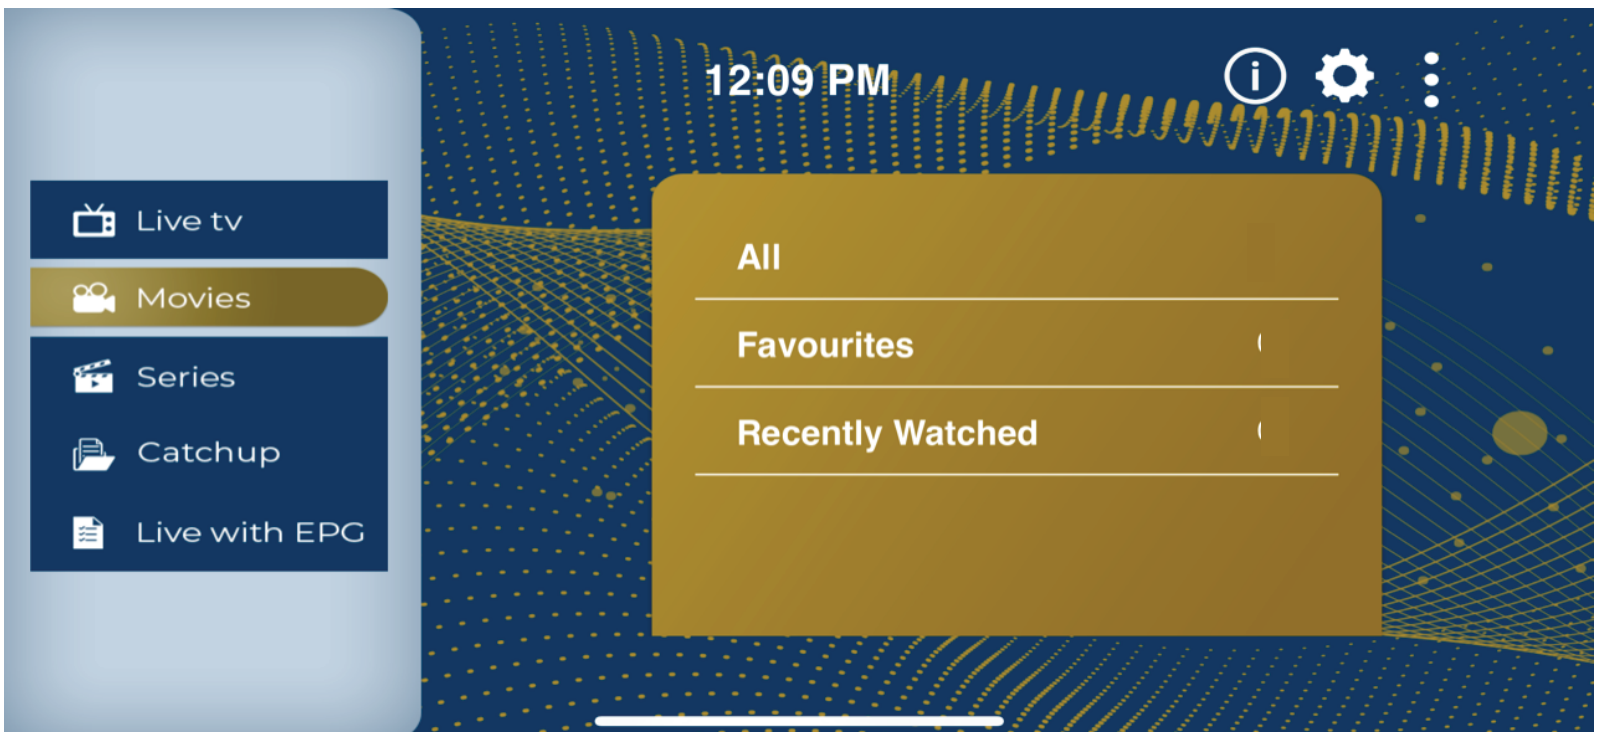 12:09 PM
Live tv
Movies
Series
Catchup
Live with EPG
All
Favourites
Recently Watched